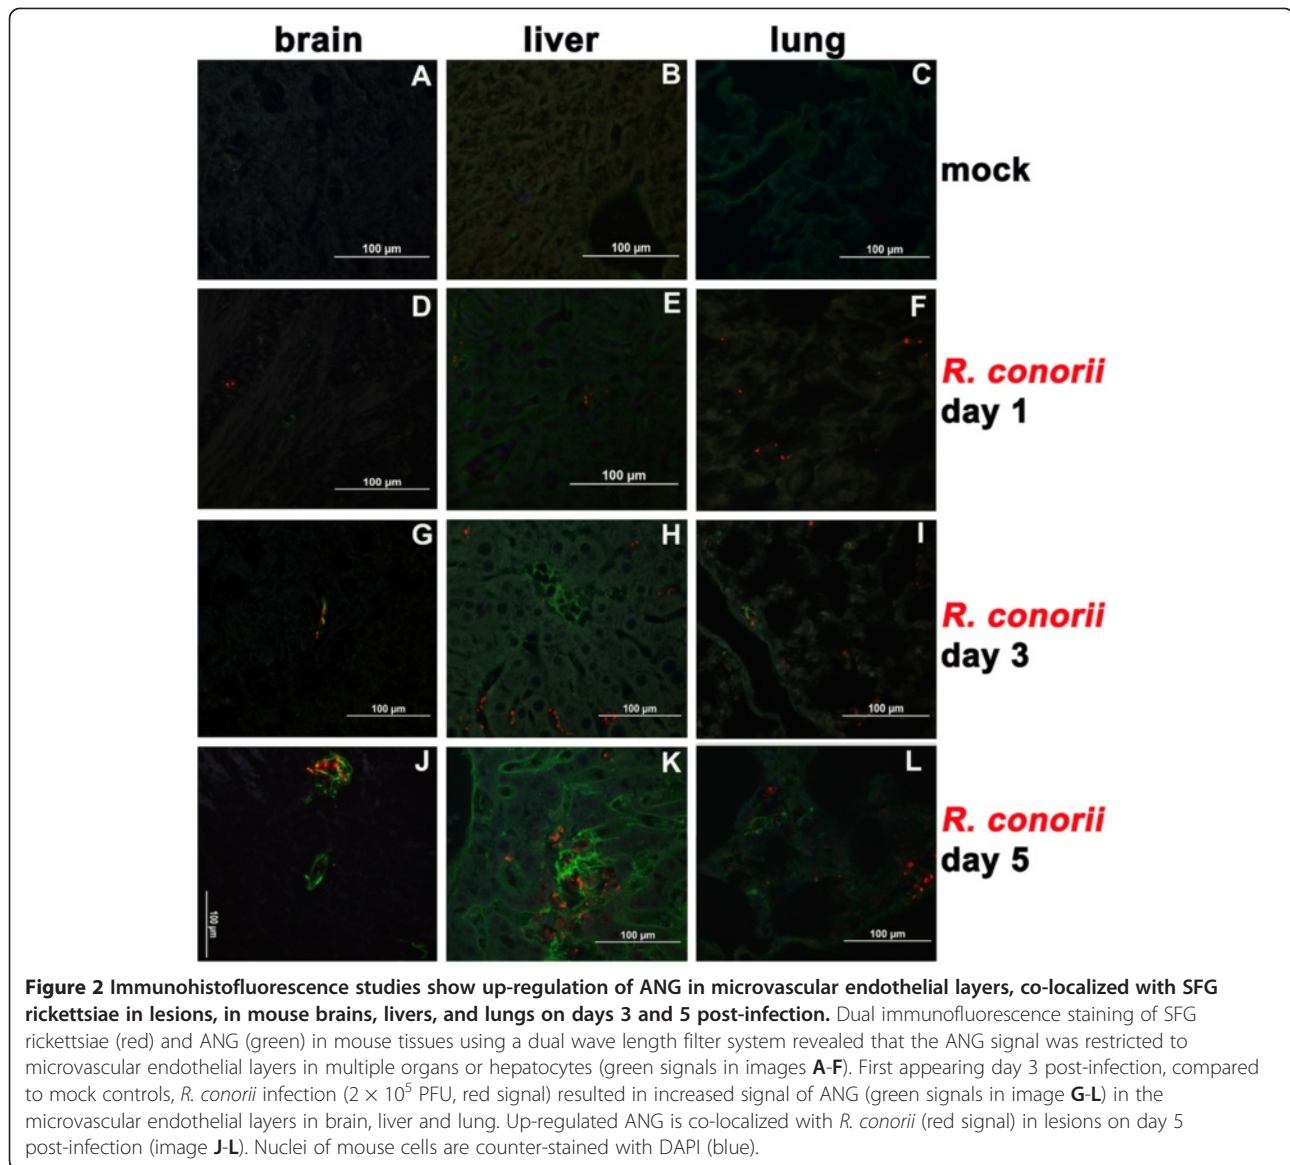 brain liver lung
A B C
mock
100 µm 100 µm 100 µm
D E F
R. conorii
day 1
100 µm 100 µm 100 µm
G H I
R. conorii
day 3
100 µm 100 µm 100 µm
J K L
R. conorii
day 5
100 µm 100 µm 100 µm
Figure 2 Immunohistofluorescence studies show up-regulation of ANG in microvascular endothelial layers, co-localized with SFG
rickettsiae in lesions, in mouse brains, livers, and lungs on days 3 and 5 post-infection. Dual immunofluorescence staining of SFG
rickettsiae (red) and ANG (green) in mouse tissues using a dual wave length filter system revealed that the ANG signal was restricted to
microvascular endothelial layers in multiple organs or hepatocytes (green signals in images A-F). First appearing day 3 post-infection, compared
to mock controls, R. conorii infection (2 × 10⁵ PFU, red signal) resulted in increased signal of ANG (green signals in image G-L) in the
microvascular endothelial layers in brain, liver and lung. Up-regulated ANG is co-localized with R. conorii (red signal) in lesions on day 5
post-infection (image J-L). Nuclei of mouse cells are counter-stained with DAPI (blue).